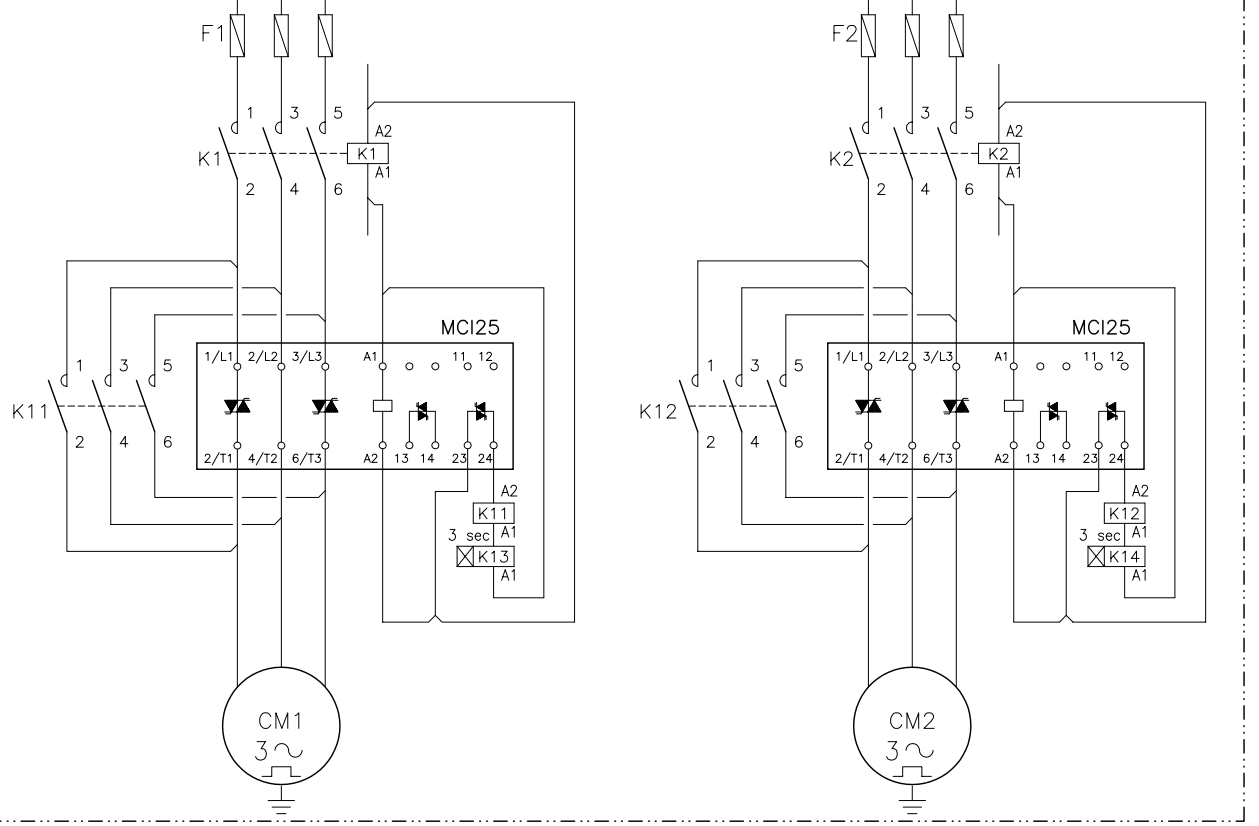 F1
F2
1 3 5
A2
K1 K1
A1
2 4 6
1 3 5
A2
K2 K2
A1
2 4 6
MCI25
1/L1 2/L2 3/L3 A1 11 12
1 3 5
K11
2 4 6
2/T1 4/T2 6/T3 A2 13 14 23 24
A2
K11
A1
3 sec
K13
A1
MCI25
1/L1 2/L2 3/L3 A1 11 12
1 3 5
K12
2 4 6
2/T1 4/T2 6/T3 A2 13 14 23 24
A2
K12
A1
3 sec
K14
A1
CM1
3
CM2
3